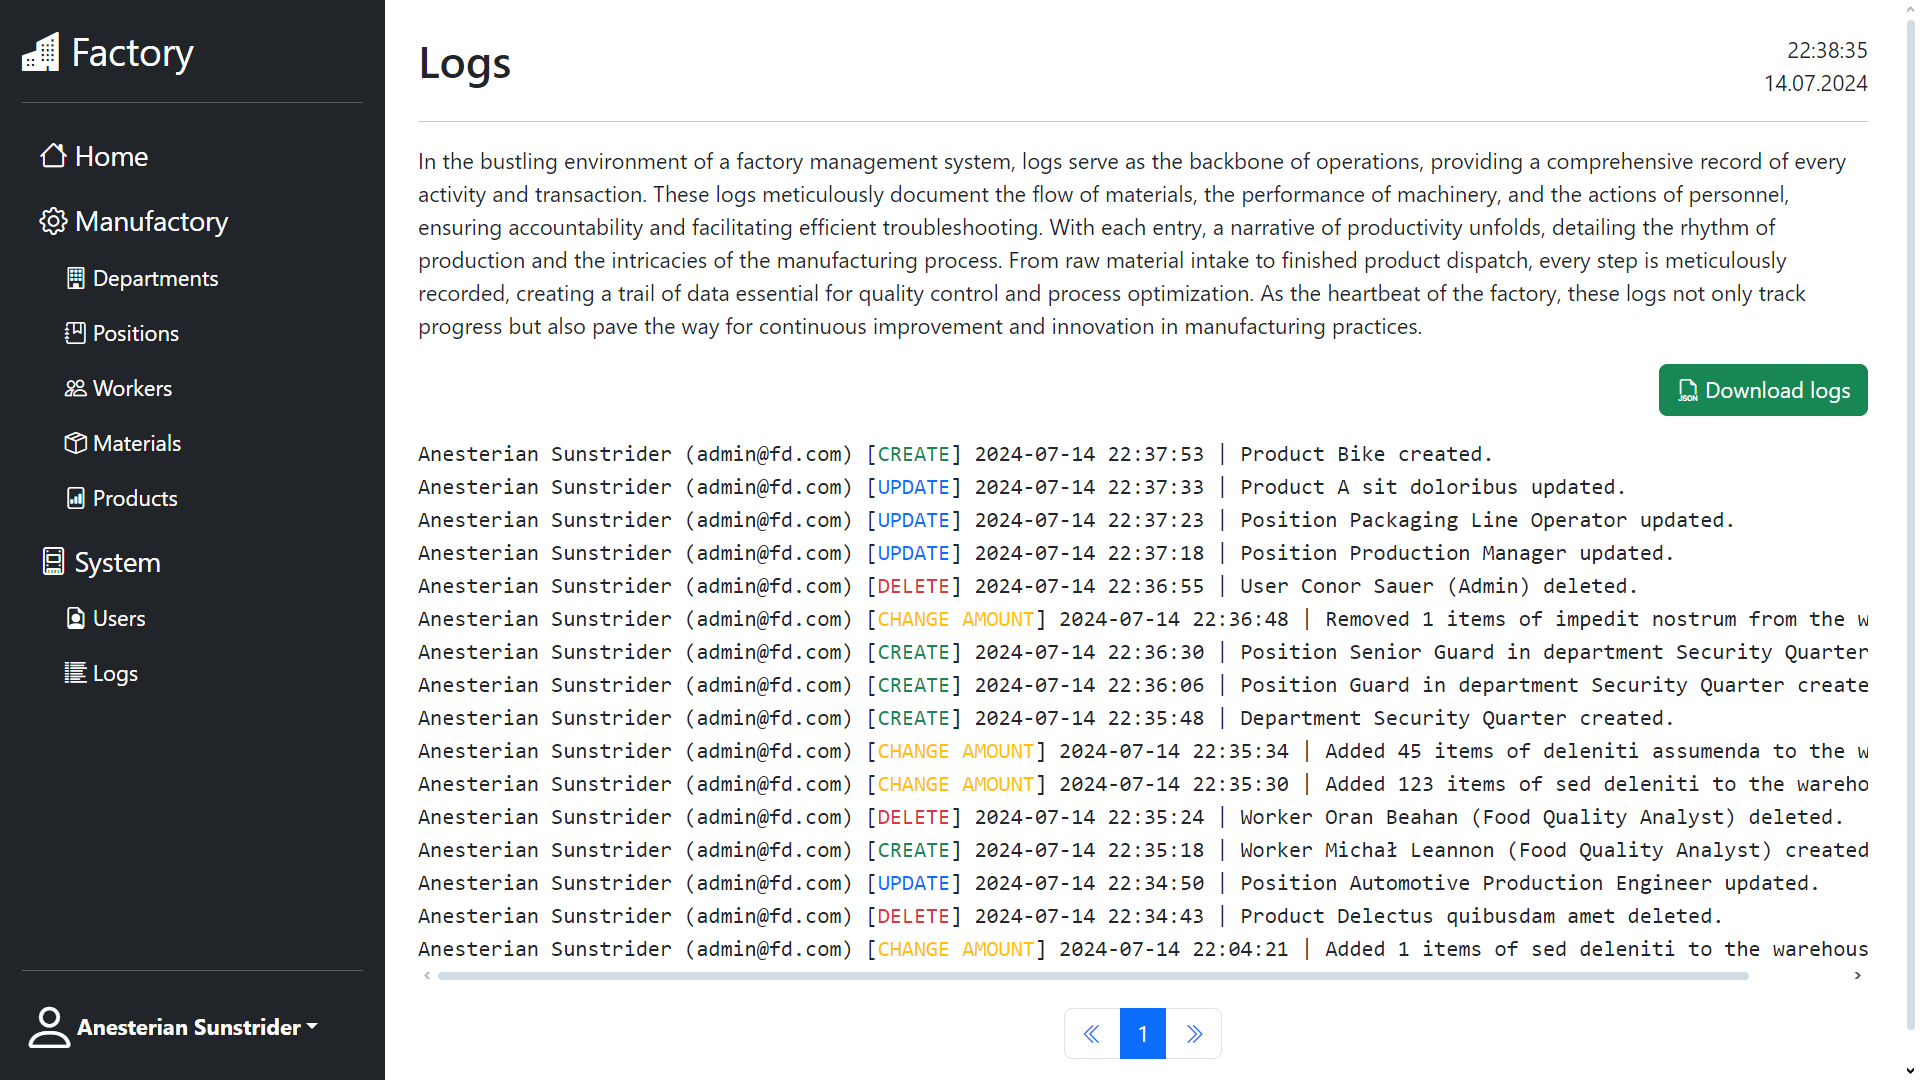 Factory
Home
Manufactory
Departments
Positions
Workers
Materials
Products
System
Users
Logs
Anesterian Sunstrider
Logs
22:38:35
14.07.2024
In the bustling environment of a factory management system, logs serve as the backbone of operations, providing a comprehensive record of every
activity and transaction. These logs meticulously document the flow of materials, the performance of machinery, and the actions of personnel,
ensuring accountability and facilitating efficient troubleshooting. With each entry, a narrative of productivity unfolds, detailing the rhythm of
production and the intricacies of the manufacturing process. From raw material intake to finished product dispatch, every step is meticulously
recorded, creating a trail of data essential for quality control and process optimization. As the heartbeat of the factory, these logs not only track
progress but also pave the way for continuous improvement and innovation in manufacturing practices.
JSON Download logs
Anesterian Sunstrider (admin@fd.com) [CREATE] 2024-07-14 22:37:53 | Product Bike created.
Anesterian Sunstrider (admin@fd.com) [UPDATE] 2024-07-14 22:37:33 | Product A sit doloribus updated.
Anesterian Sunstrider (admin@fd.com) [UPDATE] 2024-07-14 22:37:23 | Position Packaging Line Operator updated.
Anesterian Sunstrider (admin@fd.com) [UPDATE] 2024-07-14 22:37:18 | Position Production Manager updated.
Anesterian Sunstrider (admin@fd.com) [DELETE] 2024-07-14 22:36:55 | User Conor Sauer (Admin) deleted.
Anesterian Sunstrider (admin@fd.com) [CHANGE AMOUNT] 2024-07-14 22:36:48 | Removed 1 items of impedit nostrum from the w
Anesterian Sunstrider (admin@fd.com) [CREATE] 2024-07-14 22:36:30 | Position Senior Guard in department Security Quarter
Anesterian Sunstrider (admin@fd.com) [CREATE] 2024-07-14 22:36:06 | Position Guard in department Security Quarter create
Anesterian Sunstrider (admin@fd.com) [CREATE] 2024-07-14 22:35:48 | Department Security Quarter created.
Anesterian Sunstrider (admin@fd.com) [CHANGE AMOUNT] 2024-07-14 22:35:34 | Added 45 items of deleniti assumenda to the w
Anesterian Sunstrider (admin@fd.com) [CHANGE AMOUNT] 2024-07-14 22:35:30 | Added 123 items of sed deleniti to the wareho
Anesterian Sunstrider (admin@fd.com) [DELETE] 2024-07-14 22:35:24 | Worker Oran Beahan (Food Quality Analyst) deleted.
Anesterian Sunstrider (admin@fd.com) [CREATE] 2024-07-14 22:35:18 | Worker Michał Leannon (Food Quality Analyst) created
Anesterian Sunstrider (admin@fd.com) [UPDATE] 2024-07-14 22:34:50 | Position Automotive Production Engineer updated.
Anesterian Sunstrider (admin@fd.com) [DELETE] 2024-07-14 22:34:43 | Product Delectus quibusdam amet deleted.
Anesterian Sunstrider (admin@fd.com) [CHANGE AMOUNT] 2024-07-14 22:04:21 | Added 1 items of sed deleniti to the warehous
« 1 »